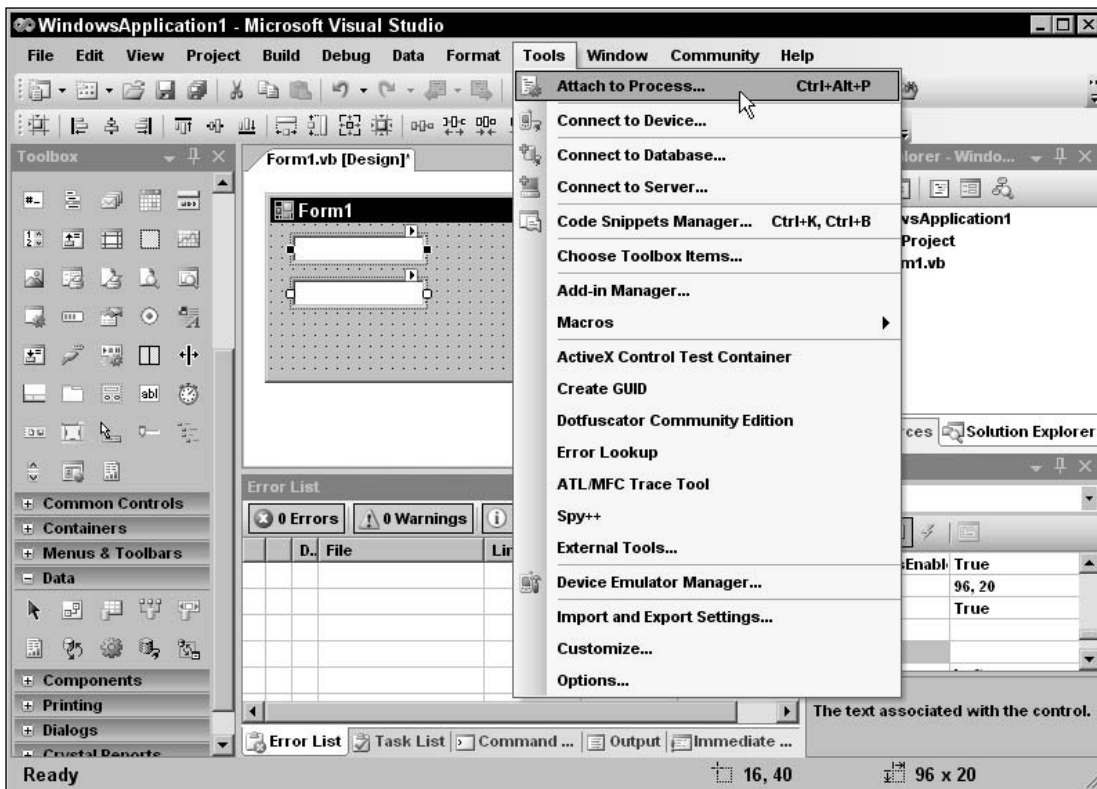 WindowsApplication1 - Microsoft Visual Studio
File Edit View Project Build Debug Data Format Tools Window Community Help
Attach to Process... Ctrl+Alt+P
Connect to Device...
Connect to Database...
Connect to Server...
Code Snippets Manager... Ctrl+K, Ctrl+B
Choose Toolbox Items...
Add-in Manager...
Macros
ActiveX Control Test Container
Create GUID
Dotfuscator Community Edition
Error Lookup
ATL/MFC Trace Tool
Spy++
External Tools...
Device Emulator Manager...
Import and Export Settings...
Customize...
Options...
Toolbox
abl
Common Controls
Containers
Menus & Toolbars
Data
Components
Printing
Dialogs
Crystal Reports
Form1.vb [Design]*
Form1
lorer - Windo...
wsApplication1
Project
m1.vb
rces Solution Explorer
Error List
0 Errors 0 Warnings
D.. File Lin
sEnabl True
96, 20
True
The text associated with the control.
Error List Task List Command ... Output Immediate ...
Ready 16, 40 96 x 20